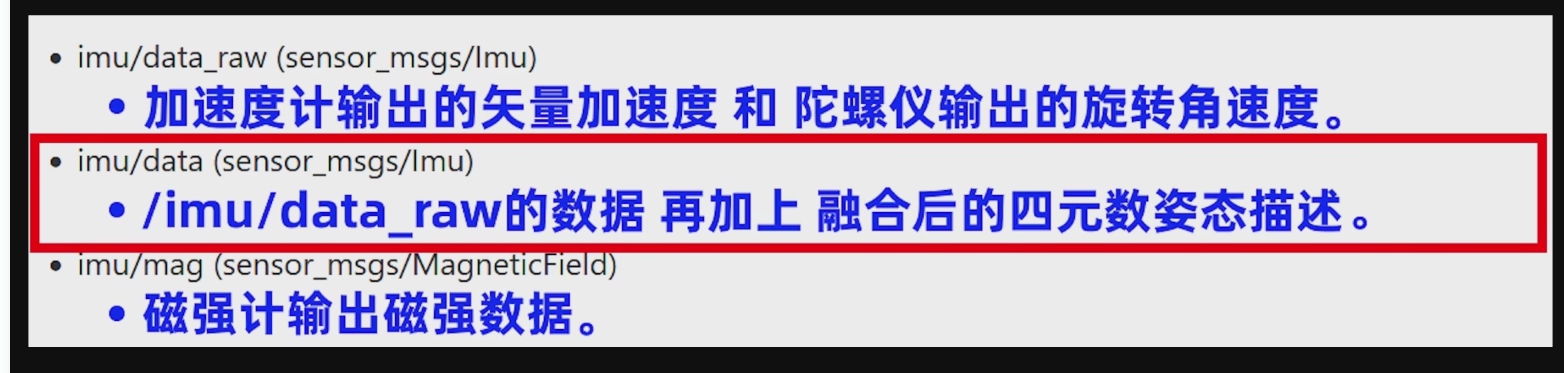 • imu/data_raw (sensor_msgs/Imu)
• 加速度计输出的矢量加速度 和 陀螺仪输出的旋转角速度。
• imu/data (sensor_msgs/Imu)
• /imu/data_raw的数据 再加上 融合后的四元数姿态描述。
• imu/mag (sensor_msgs/MagneticField)
• 磁强计输出磁强数据。